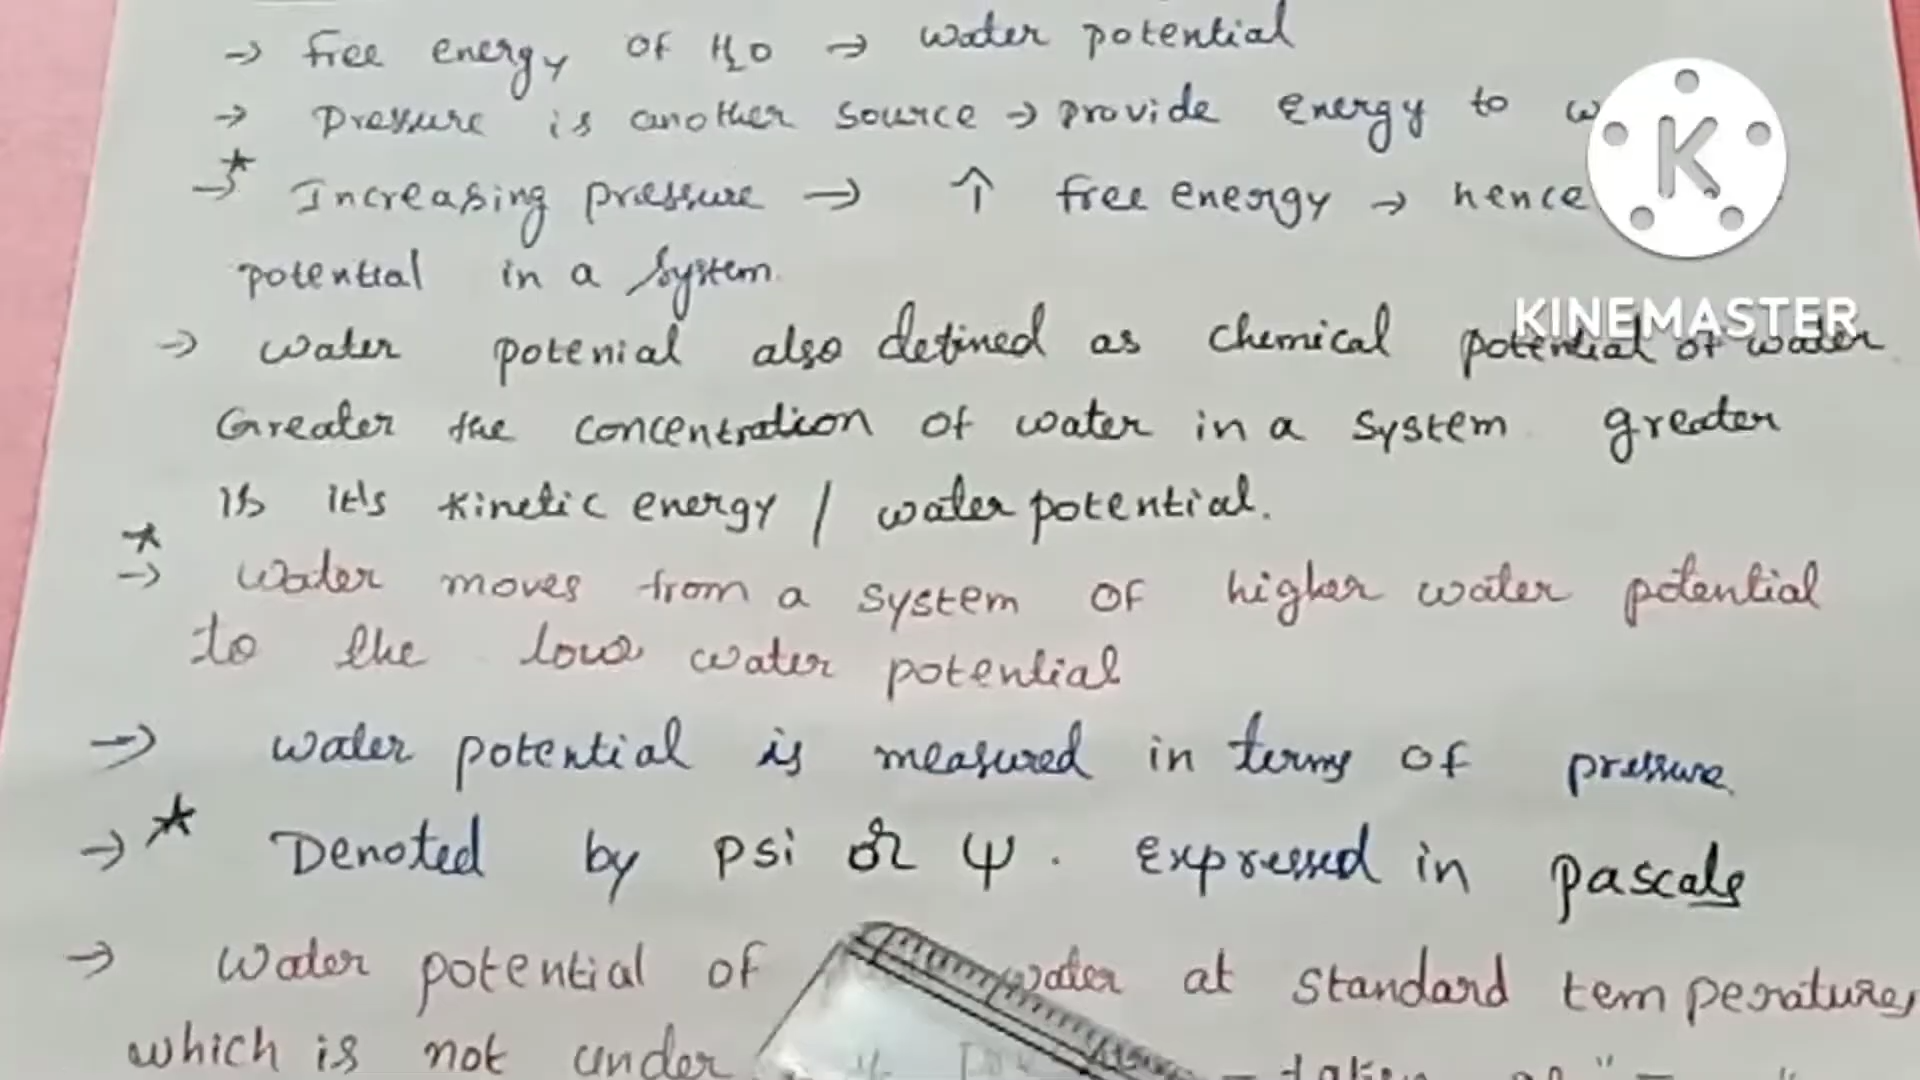 → free energy of H2O → water potential
→ Pressure is another source → provide Energy to
*→ Increasing pressure → ↑ free energy → hence
potential in a system.
→ water potenial also defined as chemical potential of water
Greater the concentration of water in a system greater
is it's kinetic energy / water potential.
*→ Water moves from a system of higher water potential
to the low water potential
→ water potential is measured in terms of pressure.
→* Denoted by psi or ψ. Expressed in pascals
→ Water potential of water at standard temperature,
which is not under
K
KINEMASTER